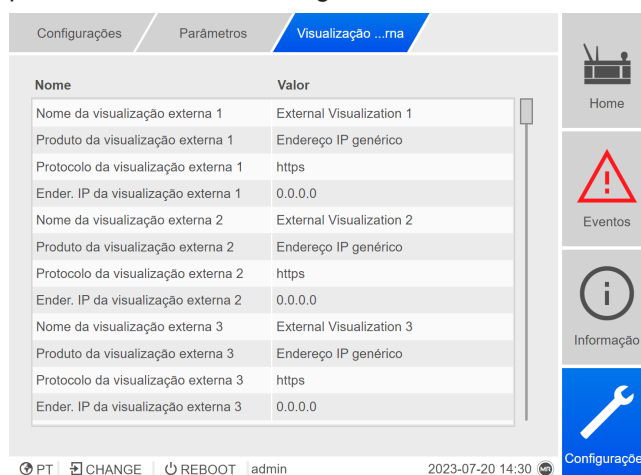 Configurações Parâmetros Visualização ...rna
Nome Valor
Nome da visualização externa 1 External Visualization 1
Produto da visualização externa 1 Endereço IP genérico
Protocolo da visualização externa 1 https
Ender. IP da visualização externa 1 0.0.0.0
Nome da visualização externa 2 External Visualization 2
Produto da visualização externa 2 Endereço IP genérico
Protocolo da visualização externa 2 https
Ender. IP da visualização externa 2 0.0.0.0
Nome da visualização externa 3 External Visualization 3
Produto da visualização externa 3 Endereço IP genérico
Protocolo da visualização externa 3 https
Ender. IP da visualização externa 3 0.0.0.0
Home
Eventos
Informação
Configuraçõe
PT CHANGE REBOOT admin 2023-07-20 14:30 MR